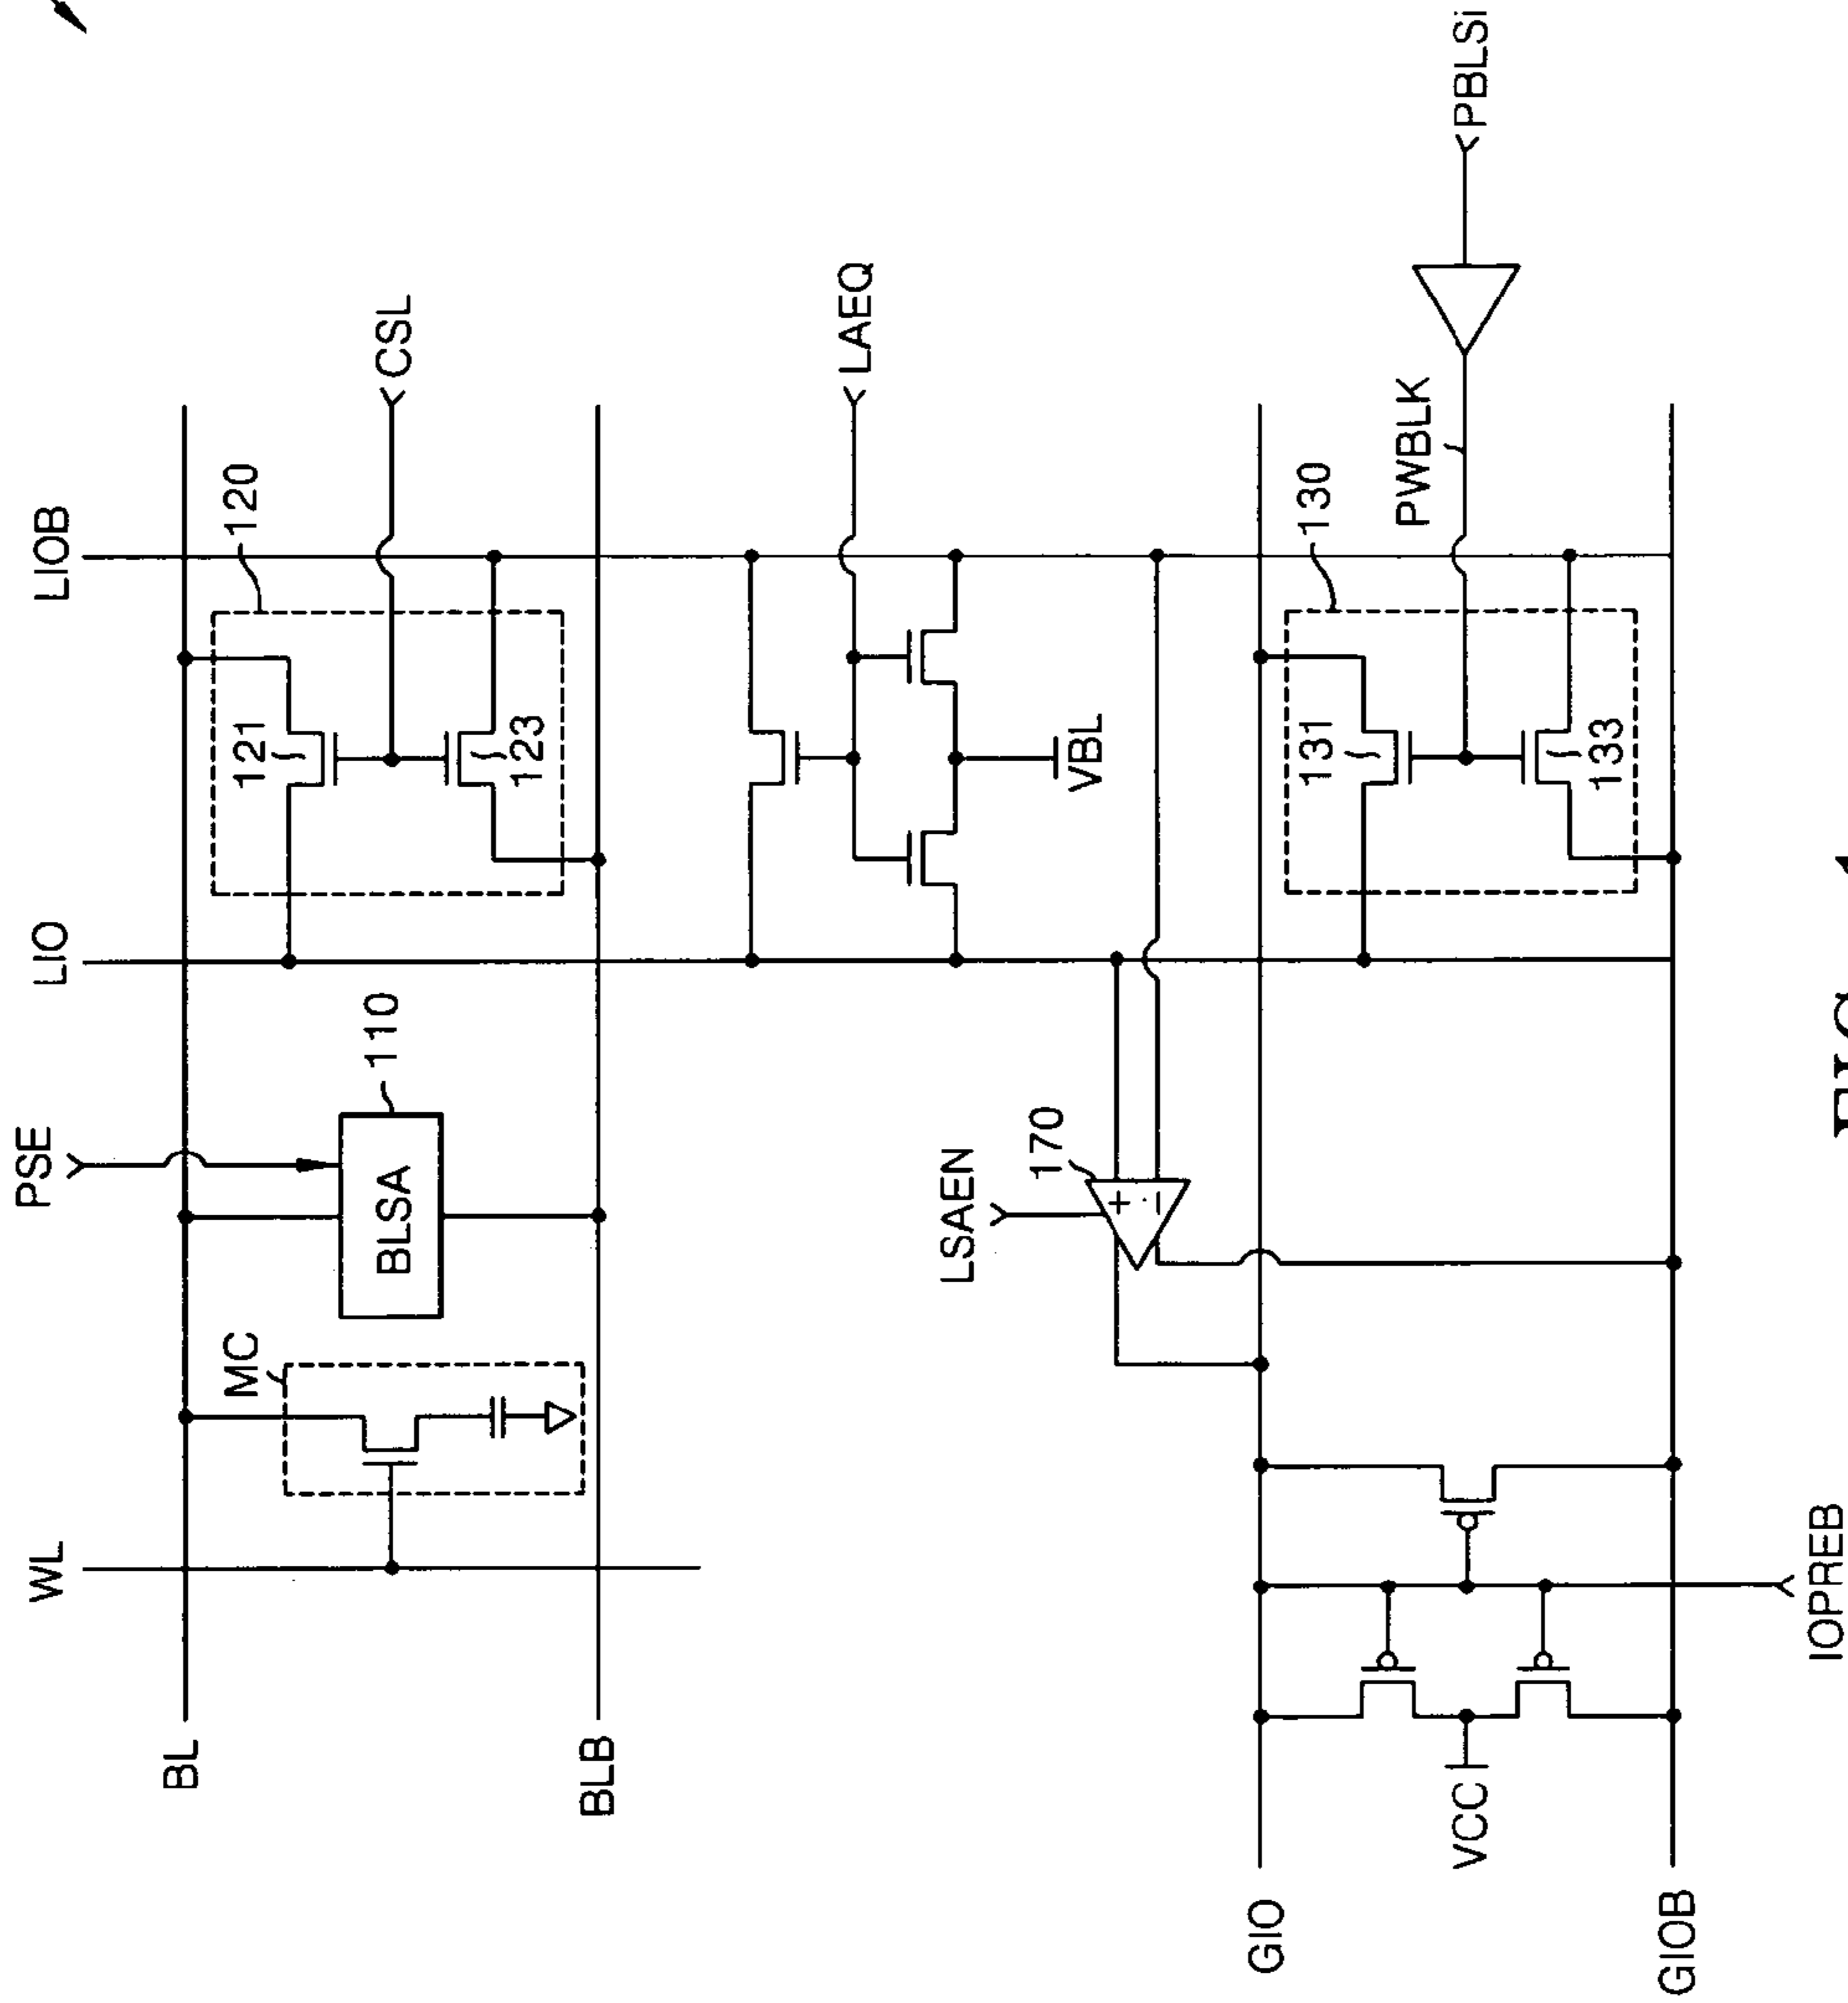 PSE
LIO
LIOB
WL
MC
110
120
BLSA
121
123
CSL
BL
BLB
LAEQ
VBL
LSAEN
170
+
-
130
131
133
PWBLK
PBLSi
GIO
VCC
GIOB
IOPREB